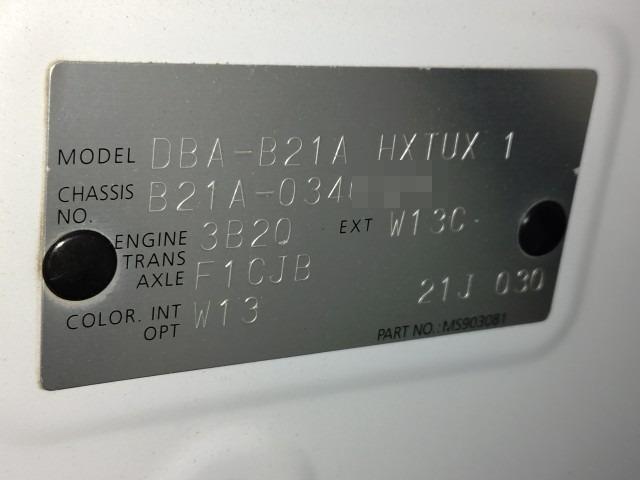 MODEL DBA-B21A HXTUX 1
CHASSIS NO. B21A-034
ENGINE 3B20 EXT W13C
TRANS AXLE F1CJB
21J 030
COLOR. INT OPT W13
PART NO.: MS903081